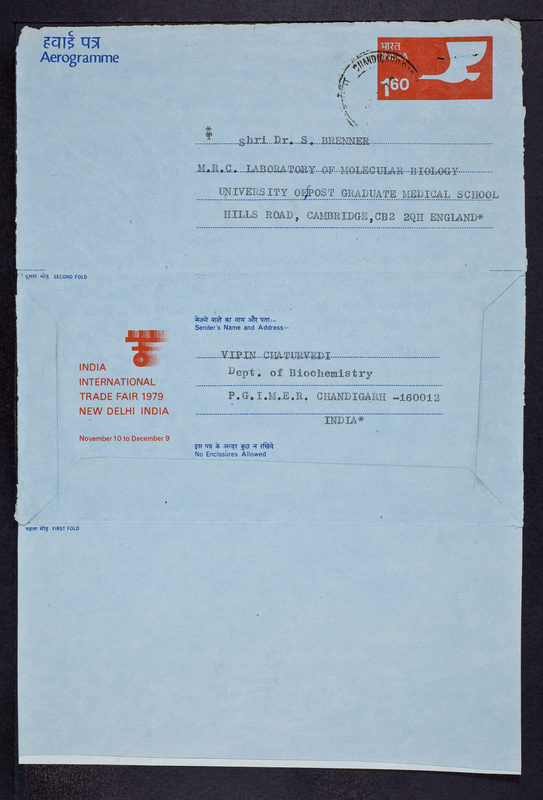 हवाई पत्र
Aerogramme
भारत
INDIA
1.60
shri Dr. S. BRENNER
M.R.C. LABORATORY OF MOLECULAR BIOLOGY
UNIVERSITY OF/POST GRADUATE MEDICAL SCHOOL
HILLS ROAD, CAMBRIDGE,CB2 2QH ENGLAND*
दूसरा मोड़ SECOND FOLD
भेजने वाले का नाम और पता:-
Sender's Name and Address:-
VIPIN CHATURVEDI
Dept. of Biochemistry
P.G.I.M.E.R. CHANDIGARH -160012
INDIA*
INDIA
INTERNATIONAL
TRADE FAIR 1979
NEW DELHI INDIA
November 10 to December 9
इस पत्र के अन्दर कुछ न रखिये
No Enclosures Allowed
पहला मोड़ FIRST FOLD